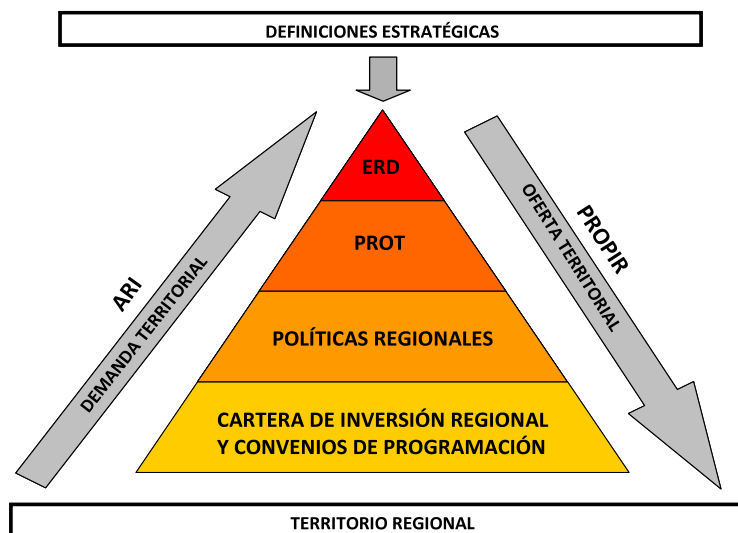 DEFINICIONES ESTRATÉGICAS
ERD
PROT
POLÍTICAS REGIONALES
CARTERA DE INVERSIÓN REGIONAL
Y CONVENIOS DE PROGRAMACIÓN
ARI
DEMANDA TERRITORIAL
PROPIR
OFERTA TERRITORIAL
TERRITORIO REGIONAL